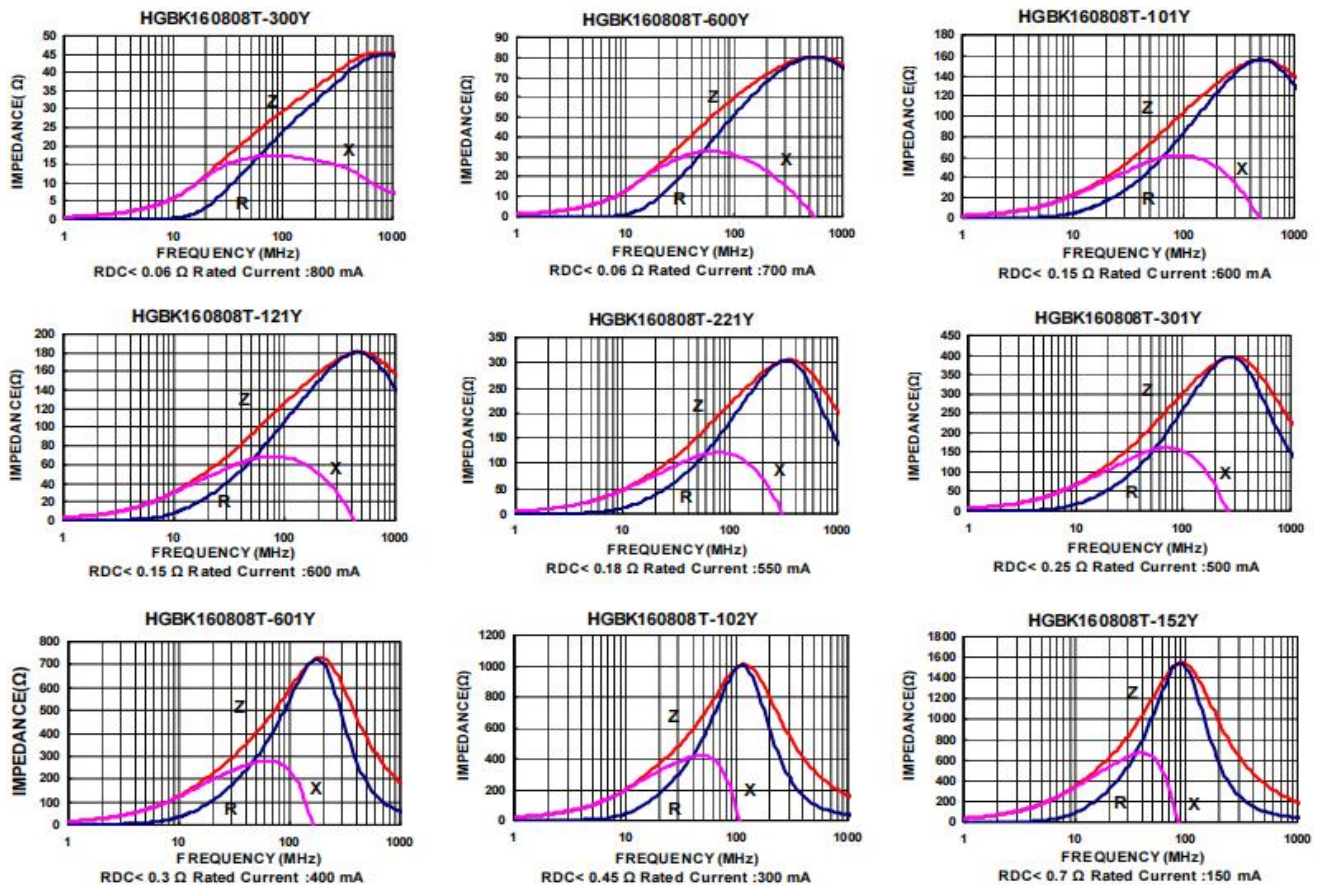 HGBK160808T-300Y
IMPEDANCE( Ω)
50
45
40
35
30
25
20
15
10
5
0
Z
X
R
1
10
100
1000
FREQUENCY (MHz)
RDC< 0.06 Ω Rated Current :800 mA
HGBK160808T-600Y
IMPEDANCE(Ω)
90
80
70
60
50
40
30
20
10
0
Z
X
R
1
10
100
1000
FREQUENCY (MHz)
RDC< 0.06 Ω Rated Current :700 mA
HGBK160808T-101Y
IMPEDANCE(Ω)
180
160
140
120
100
80
60
40
20
0
Z
X
R
1
10
100
1000
FREQUENCY (MHz)
RDC< 0.15 Ω Rated Current :600 mA
HGBK160808T-121Y
IMPEDANCE(Ω)
200
180
160
140
120
100
80
60
40
20
0
Z
X
R
1
10
100
1000
FREQUENCY (MHz)
RDC< 0.15 Ω Rated Current :600 mA
HGBK160808T-221Y
IMPEDANCE(Ω)
350
300
250
200
150
100
50
0
Z
X
R
1
10
100
1000
FREQUENCY (MHz)
RDC< 0.18 Ω Rated Current :550 mA
HGBK160808T-301Y
IMPEDANCE(Ω)
450
400
350
300
250
200
150
100
50
0
Z
X
R
1
10
100
1000
FREQUENCY (MHz)
RDC< 0.25 Ω Rated Current :500 mA
HGBK160808T-601Y
IMPEDANCE(Ω)
800
700
600
500
400
300
200
100
0
Z
X
R
1
10
100
1000
FREQUENCY (MHz)
RDC< 0.3 Ω Rated Current :400 mA
HGBK160808T-102Y
IMPEDANCE(Ω)
1200
1000
800
600
400
200
0
Z
X
R
1
10
100
1000
FREQUENCY (MHz)
RDC< 0.45 Ω Rated Current :300 mA
HGBK160808T-152Y
IMPEDANCE(Ω)
1800
1600
1400
1200
1000
800
600
400
200
0
Z
R
X
1
10
100
1000
FREQUENCY (MHz)
RDC< 0.7 Ω Rated Current :150 mA